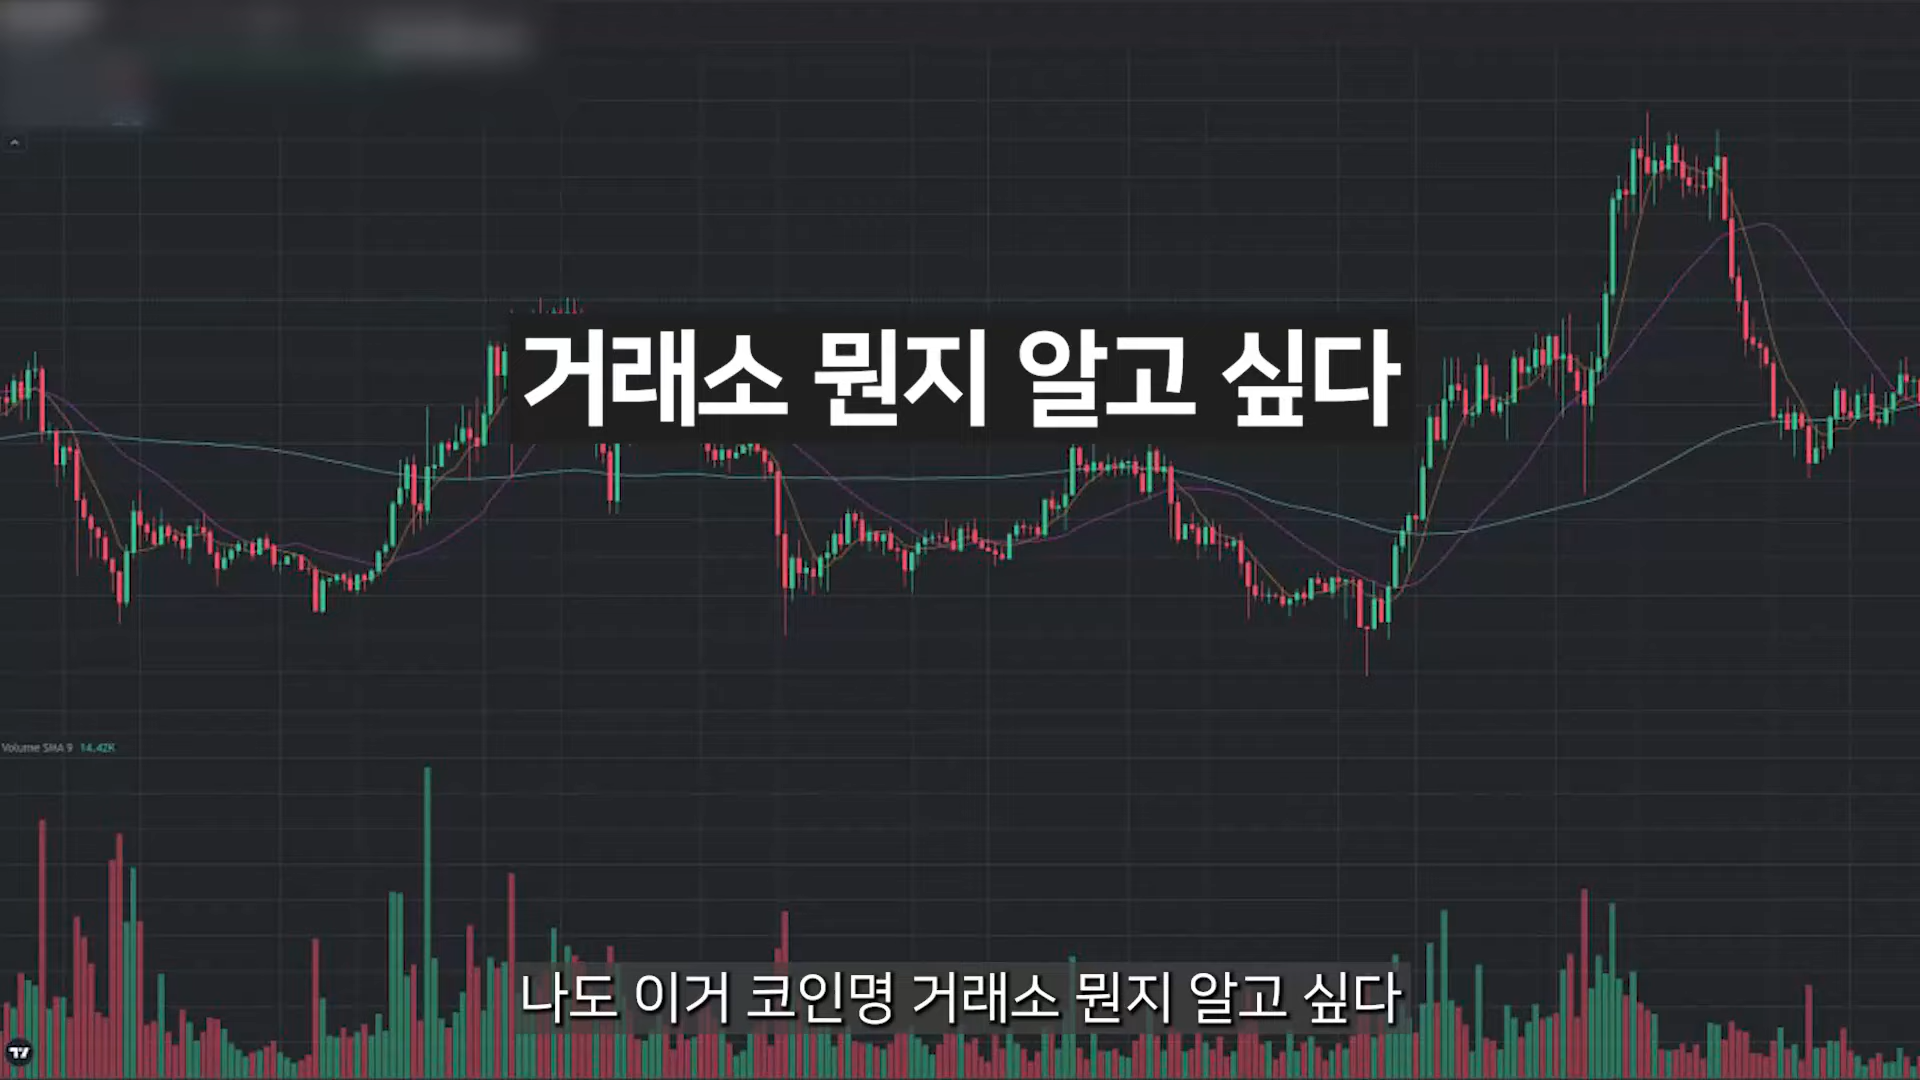 거래소 뭔지 알고 싶다
Volume SMA 9 14.42K
나도 이거 코인명 거래소 뭔지 알고 싶다